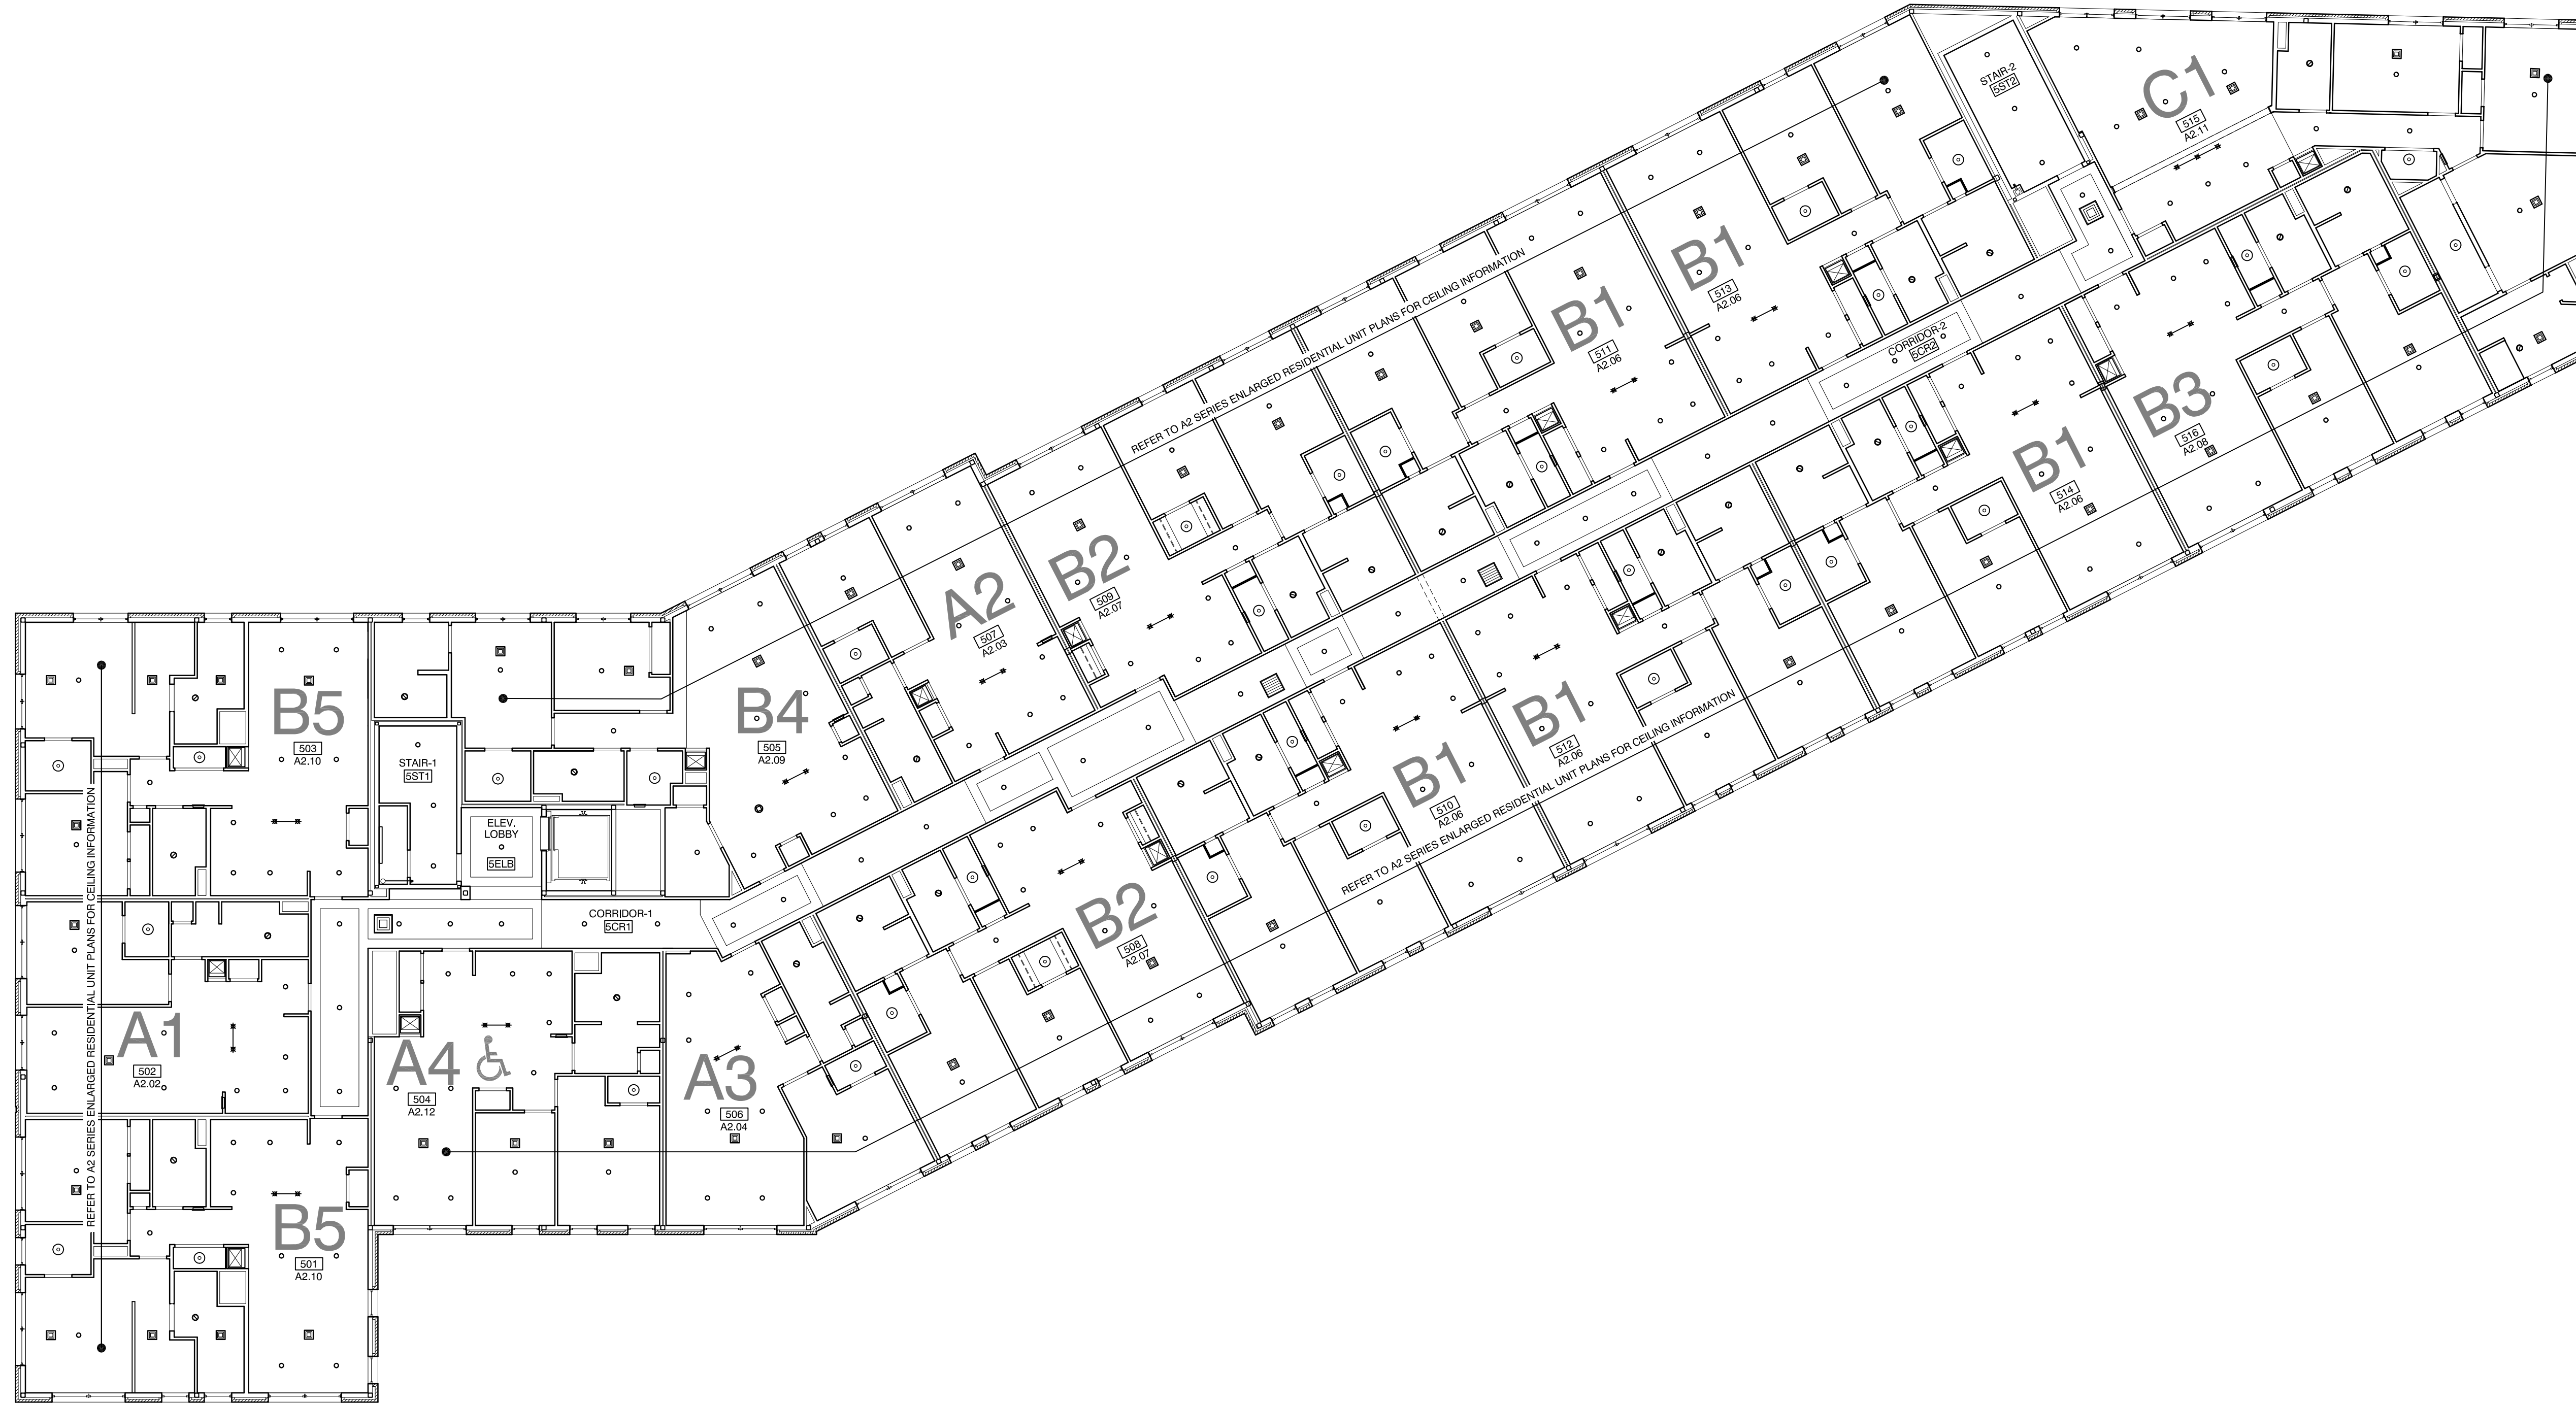 STAIR-2
5ST2
C1
515
A2.11
B1
513
A2.06
B1
511
A2.06
REFER TO A2 SERIES ENLARGED RESIDENTIAL UNIT PLANS FOR CEILING INFORMATION
CORRIDOR-2
5CR2
B3
516
A2.08
B1
514
A2.06
B2
509
A2.07
A2
507
A2.03
B4
505
A2.09
B5
503
A2.10
STAIR-1
5ST1
ELEV.
LOBBY
5ELB
CORRIDOR-1
5CR1
B1
512
A2.06
B1
510
A2.06
REFER TO A2 SERIES ENLARGED RESIDENTIAL UNIT PLANS FOR CEILING INFORMATION
B2
508
A2.07
REFER TO A2 SERIES ENLARGED RESIDENTIAL UNIT PLANS FOR CEILING INFORMATION
A1
502
A2.02
A4
504
A2.12
A3
506
A2.04
B5
501
A2.10